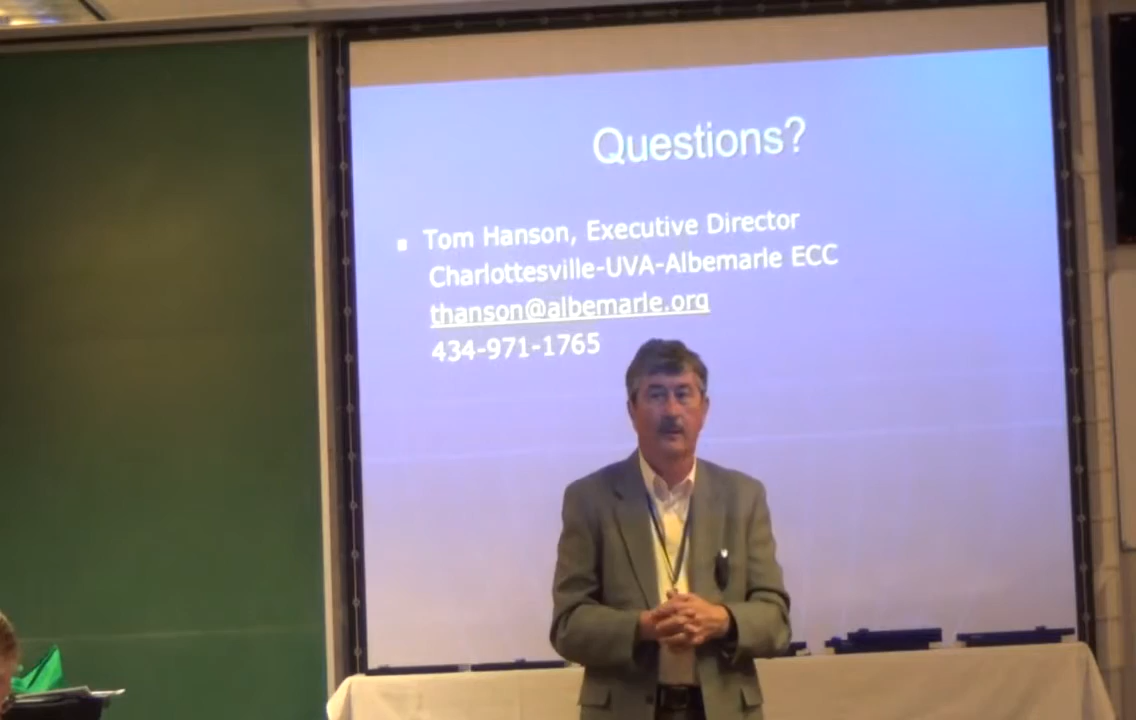 Questions?
▪ Tom Hanson, Executive Director
Charlottesville-UVA-Albemarle ECC
thanson@albemarle.org
434-971-1765